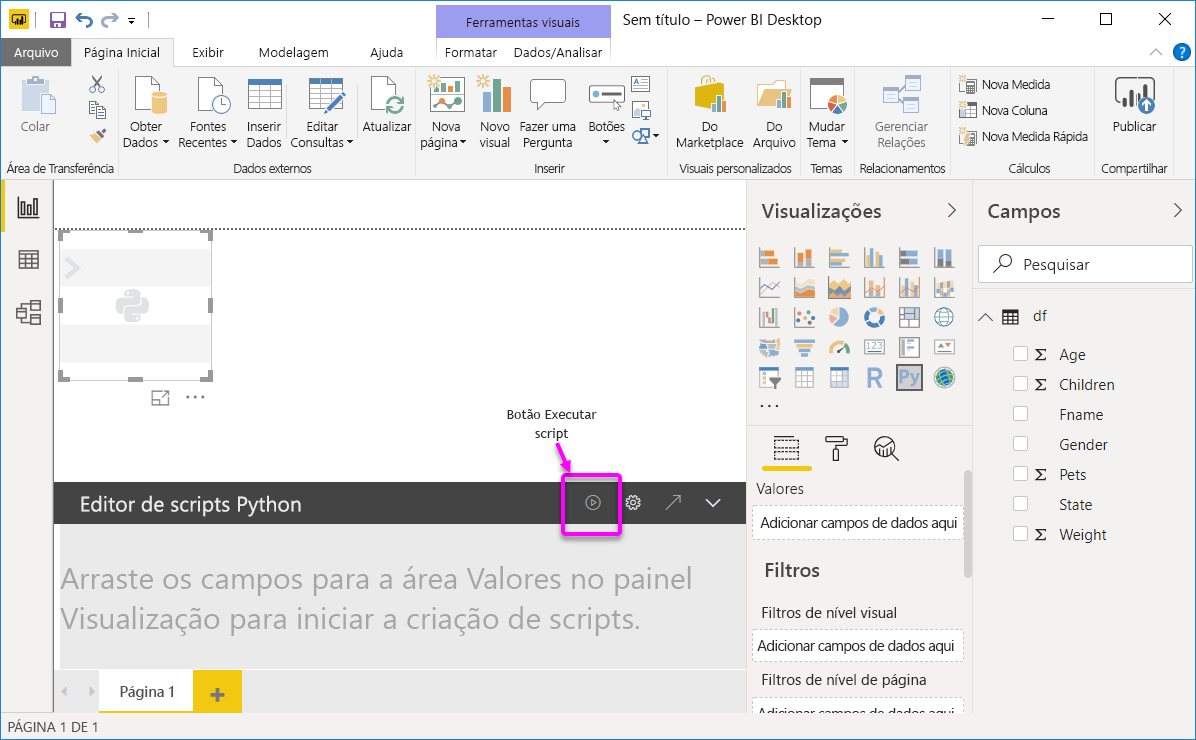 Ferramentas visuais
Sem título – Power BI Desktop
Arquivo
Página Inicial
Exibir
Modelagem
Ajuda
Formatar
Dados/Analisar
?
Colar
Obter
Dados
Fontes
Recentes
Inserir
Dados
Editar
Consultas
Atualizar
Nova
página
Novo
visual
Fazer uma
Pergunta
Botões
Do
Marketplace
Do
Arquivo
Mudar
Tema
Gerenciar
Relações
Nova Medida
Nova Coluna
Nova Medida Rápida
Publicar
Área de Transferência
Dados externos
Inserir
Visuais personalizados
Temas
Relacionamentos
Cálculos
Compartilhar
Visualizações
123
R
Py
...
Valores
Adicionar campos de dados aqui
Filtros
Filtros de nível visual
Adicionar campos de dados aqui
Filtros de nível de página
Adicionar campos de dados aqui
Campos
Pesquisar
df
Σ Age
Σ Children
Fname
Gender
Σ Pets
State
Σ Weight
Botão Executar
script
Editor de scripts Python
Arraste os campos para a área Valores no painel
Visualização para iniciar a criação de scripts.
Página 1
+
PÁGINA 1 DE 1